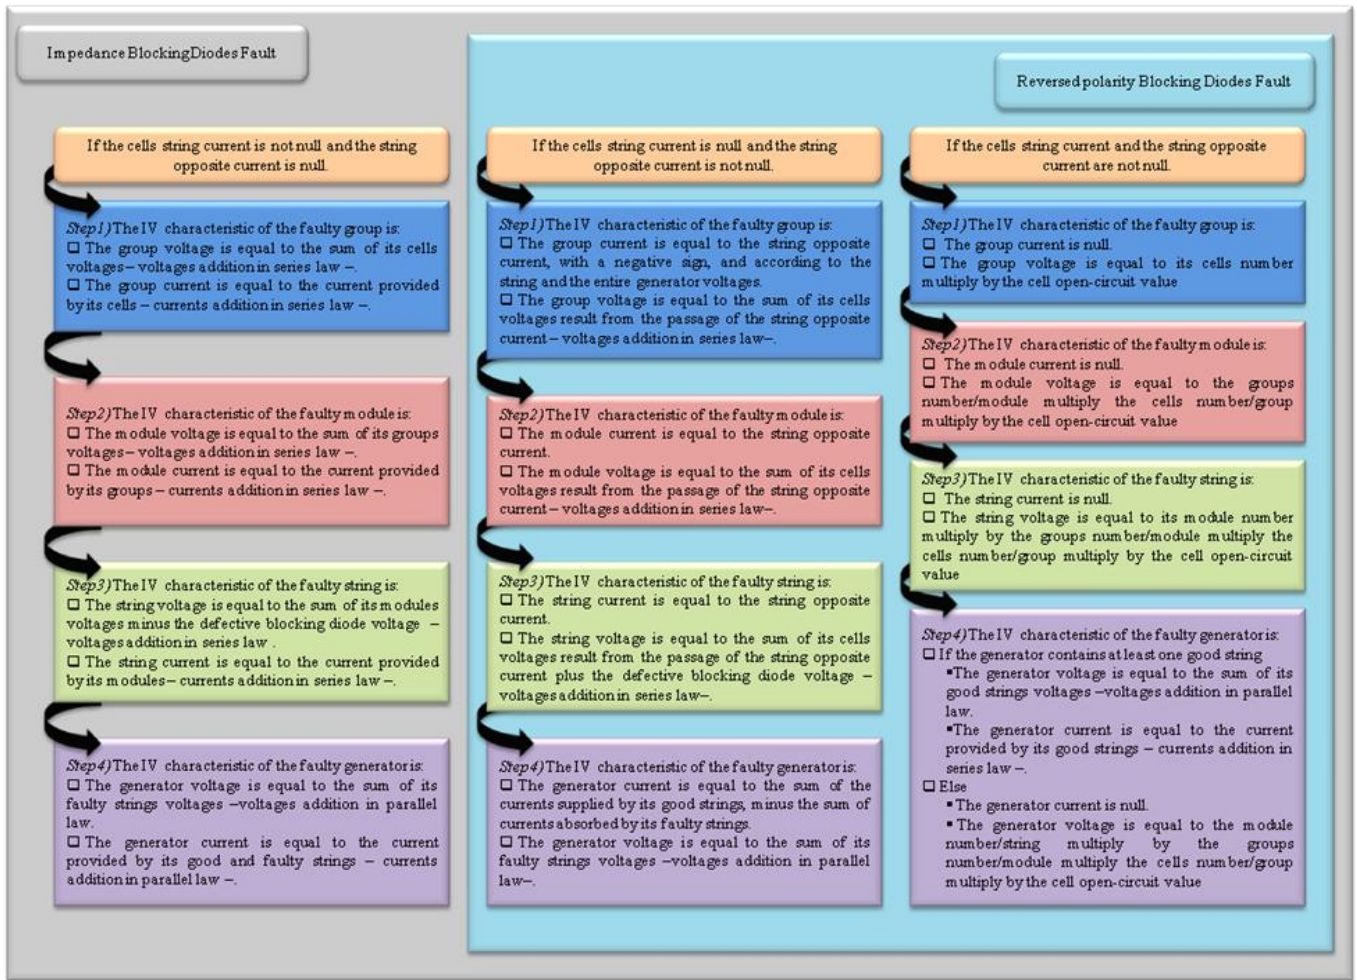 Impedance Blocking Diodes Fault
Reversed polarity Blocking Diodes Fault
If the cells string current is not null and the string
opposite current is null.
Step1)The IV characteristic of the faulty group is:
❑ The group voltage is equal to the sum of its cells
voltages– voltages addition in series law –.
❑ The group current is equal to the current provided
by its cells – currents addition in series law –.
Step2)The IV characteristic of the faulty module is:
❑ The module voltage is equal to the sum of its groups
voltages– voltages addition in series law –.
❑ The module current is equal to the current provided
by its groups – currents addition in series law –.
Step3)The IV characteristic of the faulty string is:
❑ The string voltage is equal to the sum of its modules
voltages minus the defective blocking diode voltage –
voltages addition in series law .
❑ The string current is equal to the current provided
by its modules – currents addition in series law –.
Step4)The IV characteristic of the faulty generator is:
❑ The generator voltage is equal to the sum of its
faulty strings voltages –voltages addition in parallel
law.
❑ The generator current is equal to the current
provided by its good and faulty strings – currents
addition in parallel law –.
If the cells string current is null and the string
opposite current is not null.
Step1)The IV characteristic of the faulty group is:
❑ The group current is equal to the string opposite
current, with a negative sign, and according to the
string and the entire generator voltages.
❑ The group voltage is equal to the sum of its cells
voltages result from the passage of the string opposite
current – voltages addition in series law–.
Step2)The IV characteristic of the faulty module is:
❑ The module current is equal to the string opposite
current.
❑ The module voltage is equal to the sum of its cells
voltages result from the passage of the string opposite
current – voltages addition in series law–.
Step3)The IV characteristic of the faulty string is:
❑ The string current is equal to the string opposite
current.
❑ The string voltage is equal to the sum of its cells
voltages result from the passage of the string opposite
current plus the defective blocking diode voltage –
voltages addition in series law–.
Step4)The IV characteristic of the faulty generator is:
❑ The generator current is equal to the sum of the
currents supplied by its good strings, minus the sum of
currents absorbed by its faulty strings.
❑ The generator voltage is equal to the sum of its
faulty strings voltages –voltages addition in parallel
law–.
If the cells string current and the string opposite
current are not null.
Step1)The IV characteristic of the faulty group is:
❑ The group current is null.
❑ The group voltage is equal to its cells number
multiply by the cell open-circuit value
Step2)The IV characteristic of the faulty module is:
❑ The module current is null.
❑ The module voltage is equal to the groups
number/module multiply the cells number/group
multiply by the cell open-circuit value
Step3)The IV characteristic of the faulty string is:
❑ The string current is null.
❑ The string voltage is equal to its module number
multiply by the groups number/module multiply the
cells number/group multiply by the cell open-circuit
value
Step4)The IV characteristic of the faulty generator is:
❑ If the generator contains at least one good string
▪The generator voltage is equal to the sum of its
good strings voltages –voltages addition in parallel
law.
▪The generator current is equal to the current
provided by its good strings – currents addition in
series law –.
❑ Else
▪ The generator current is null.
▪ The generator voltage is equal to the module
number/string multiply by the groups
number/module multiply the cells number/group
multiply by the cell open-circuit value